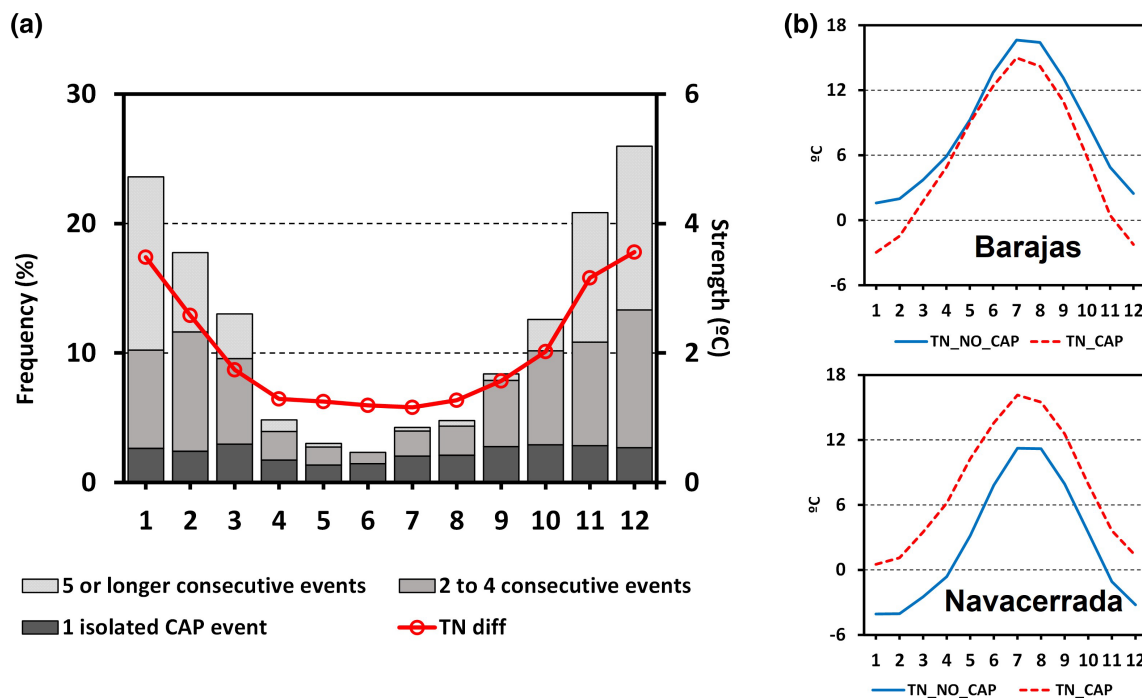 (a)
30
20
10
0
Frequency (%)
6
4
2
0
Strength (ºC)
1 2 3 4 5 6 7 8 9 10 11 12
5 or longer consecutive events
2 to 4 consecutive events
1 isolated CAP event
TN diff
(b)
18
12
6
0
-6
ºC
Barajas
1 2 3 4 5 6 7 8 9 10 11 12
TN_NO_CAP TN_CAP
18
12
6
0
-6
ºC
Navacerrada
1 2 3 4 5 6 7 8 9 10 11 12
TN_NO_CAP TN_CAP